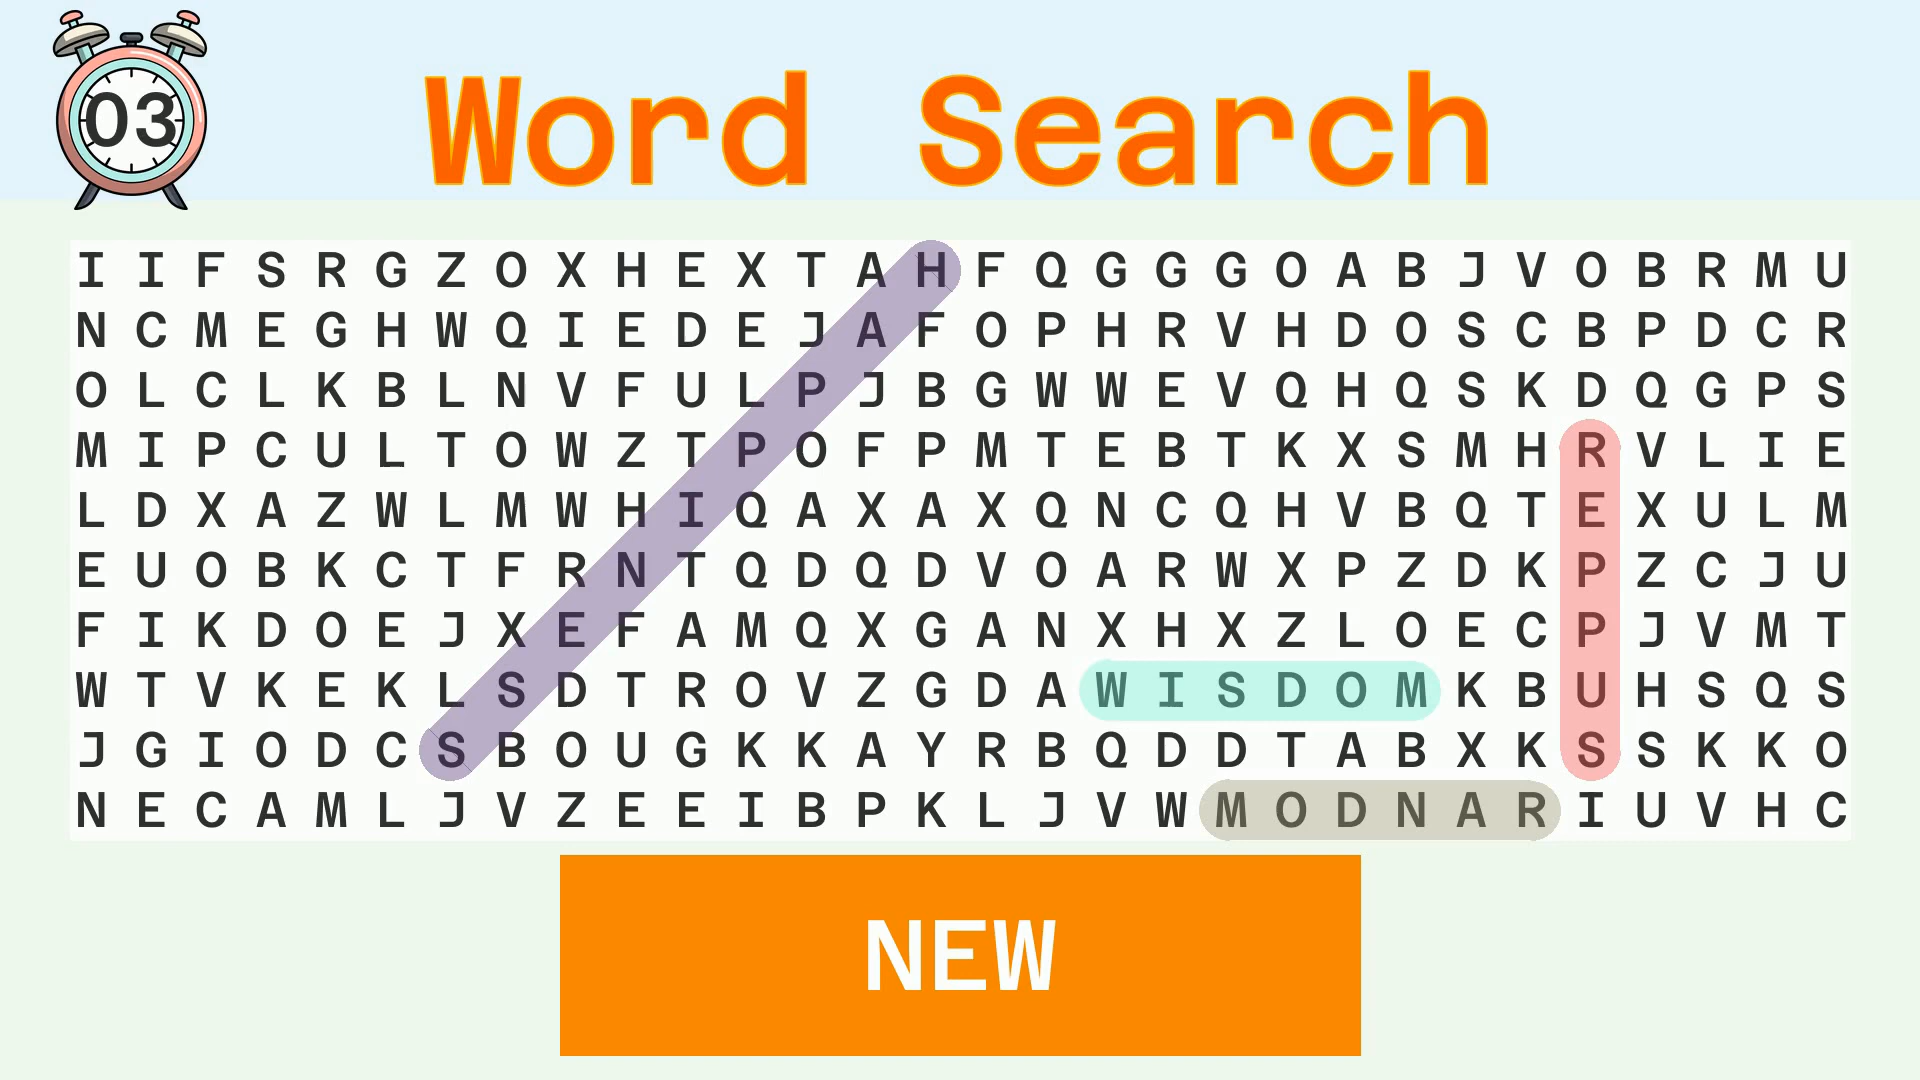 03
Word Search
I I F S R G Z O X H E X T A H F Q G G G O A B J V O B R M U
N C M E G H W Q I E D E J A F O P H R V H D O S C B P D C R
O L C L K B L N V F U L P J B G W W E V Q H Q S K D Q G P S
M I P C U L T O W Z T P O F P M T E B T K X S M H R V L I E
L D X A Z W L M W H I Q A X A X Q N C Q H V B Q T E X U L M
E U O B K C T F R N T Q D Q D V O A R W X P Z D K P Z C J U
F I K D O E J X E F A M Q X G A N X H X Z L O E C P J V M T
W T V K E K L S D T R O V Z G D A W I S D O M K B U H S Q S
J G I O D C S B O U G K K A Y R B Q D D T A B X K S S K K O
N E C A M L J V Z E E I B P K L J V W M O D N A R I U V H C
NEW